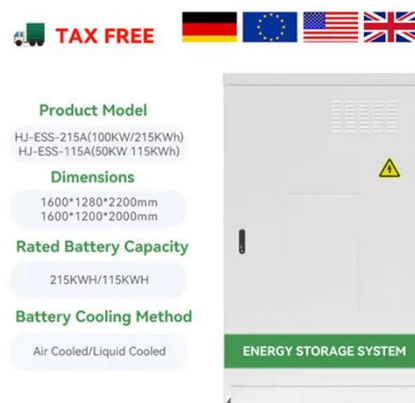 TAX FREE
Product Model
HJ-ESS-215A(100KW/215KWh)
HJ-ESS-115A(50KW 115KWh)
Dimensions
1600*1280*2200mm
1600*1200*2000mm
Rated Battery Capacity
215KWH/115KWH
Battery Cooling Method
Air Cooled/Liquid Cooled
ENERGY STORAGE SYSTEM